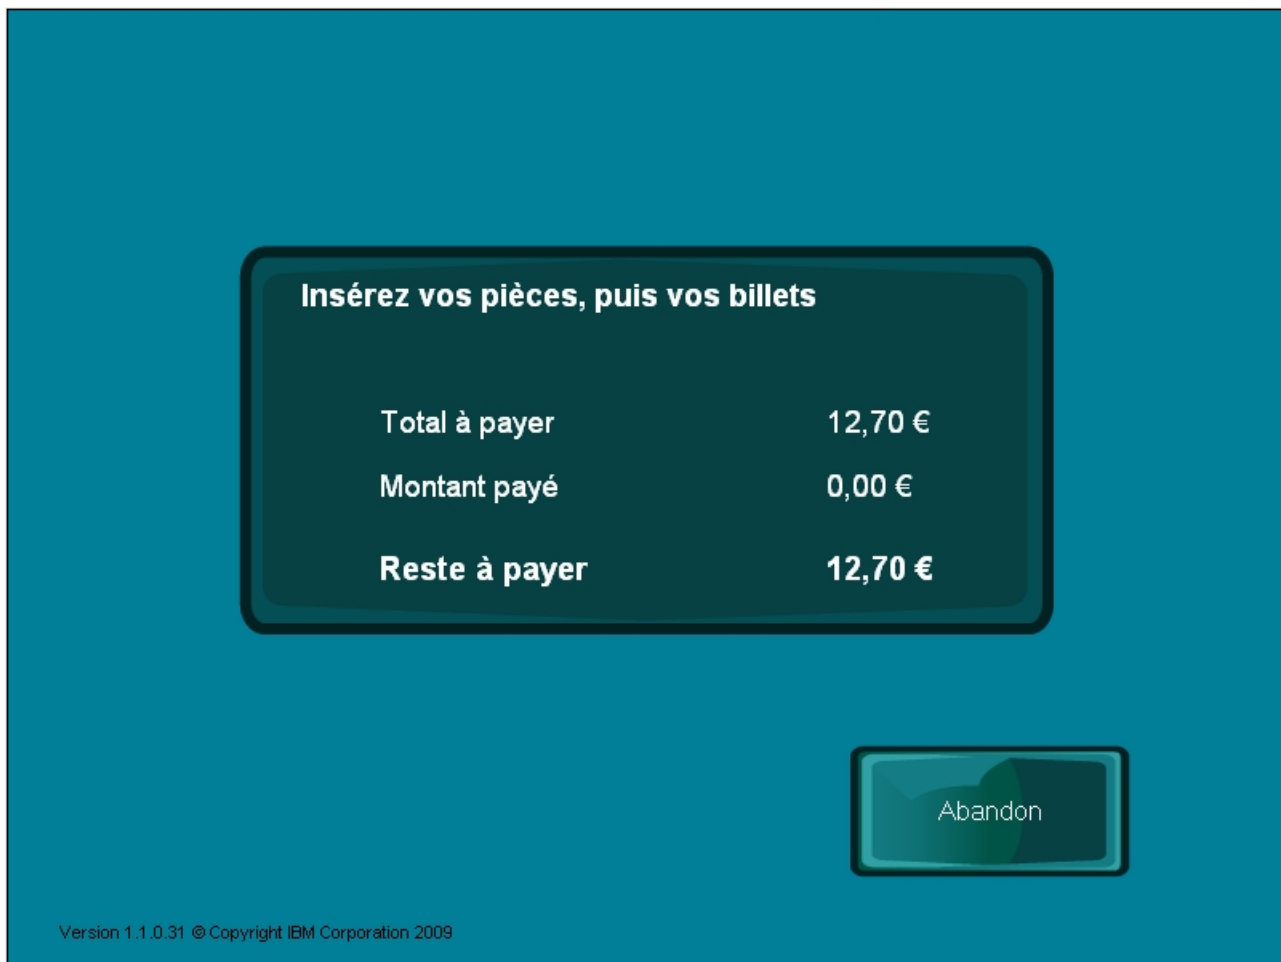 Insérez vos pièces, puis vos billets
Total à payer 12,70 €
Montant payé 0,00 €
Reste à payer 12,70 €
Abandon
Version 1.1.0.31 © Copyright IBM Corporation 2009